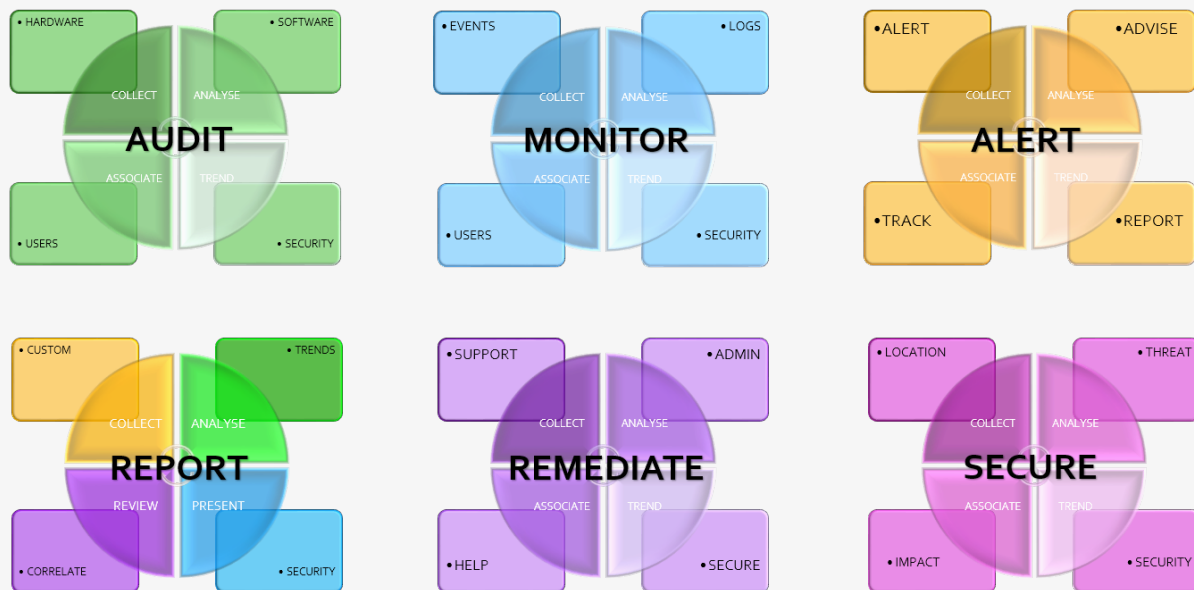 • HARDWARE
• SOFTWARE
COLLECT
ANALYSE
AUDIT
ASSOCIATE
TREND
• USERS
• SECURITY
• EVENTS
• LOGS
COLLECT
ANALYSE
MONITOR
ASSOCIATE
TREND
• USERS
• SECURITY
• ALERT
• ADVISE
COLLECT
ANALYSE
ALERT
ASSOCIATE
TREND
• TRACK
• REPORT
• CUSTOM
• TRENDS
COLLECT
ANALYSE
REPORT
REVIEW
PRESENT
• CORRELATE
• SECURITY
• SUPPORT
• ADMIN
COLLECT
ANALYSE
REMEDIATE
ASSOCIATE
TREND
• HELP
• SECURE
• LOCATION
• THREAT
COLLECT
ANALYSE
SECURE
ASSOCIATE
TREND
• IMPACT
• SECURITY